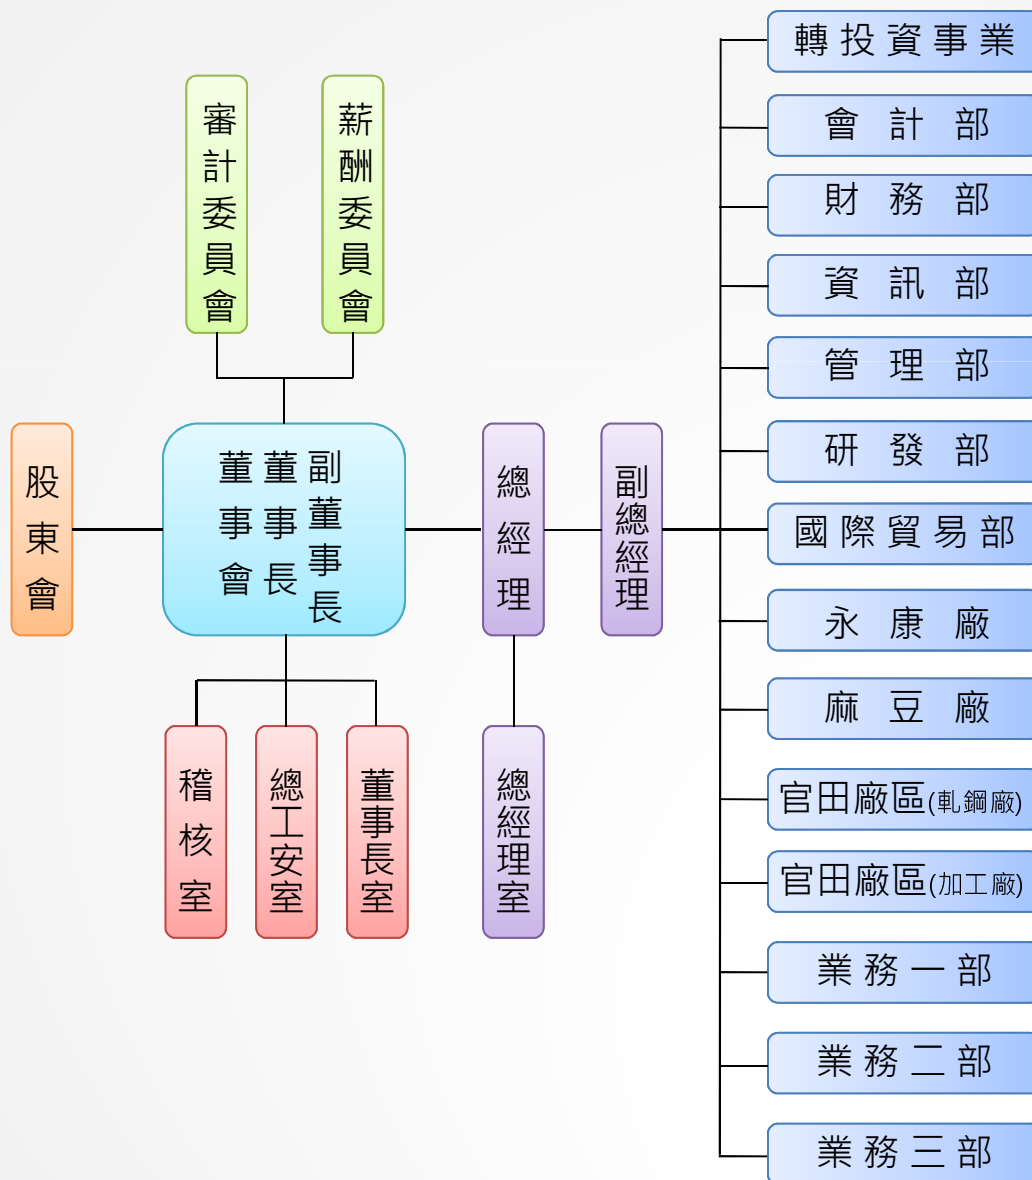 審計委員會
薪酬委員會
股東會
董事會
董事長
副董事長
總經理
副總經理
稽核室
總工安室
董事長室
總經理室
轉投資事業
會計部
財務部
資訊部
管理部
研發部
國際貿易部
永康廠
麻豆廠
官田廠區(軋鋼廠)
官田廠區(加工廠)
業務一部
業務二部
業務三部